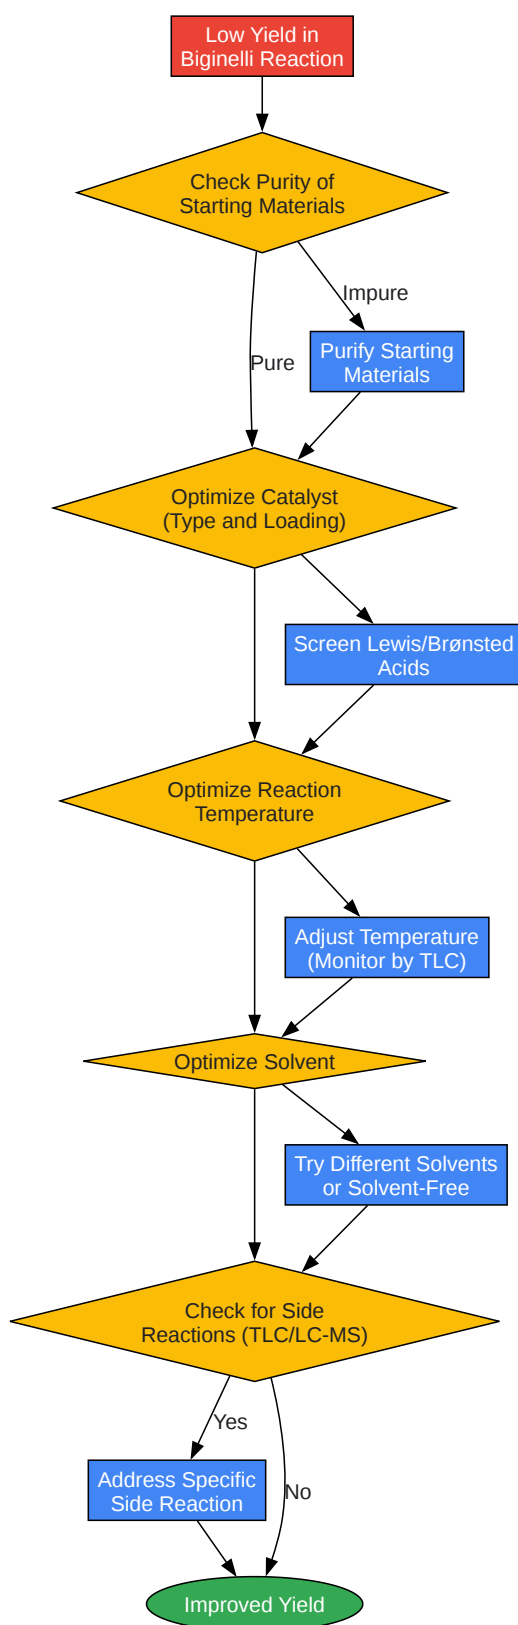 Low Yield in
Biginelli Reaction
Check Purity of
Starting Materials
Impure
Pure
Purify Starting
Materials
Optimize Catalyst
(Type and Loading)
Screen Lewis/Brønsted
Acids
Optimize Reaction
Temperature
Adjust Temperature
(Monitor by TLC)
Optimize Solvent
Try Different Solvents
or Solvent-Free
Check for Side
Reactions (TLC/LC-MS)
Yes
Address Specific
Side Reaction
No
Improved Yield